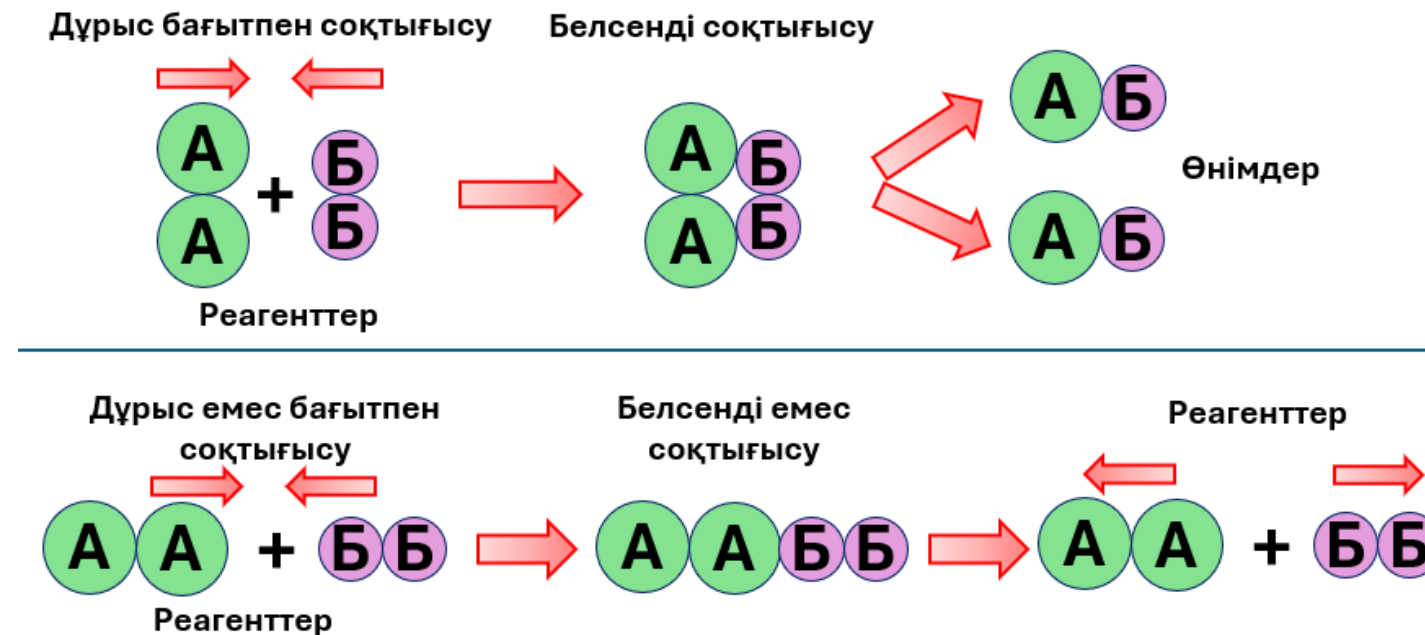 Дұрыс бағытпен соқтығысу
Белсенді соқтығысу
А
А
+
Б
Б
А
Б
А
Б
А Б
А Б
Өнімдер
Реагенттер
Дұрыс емес бағытпен
соқтығысу
Белсенді емес
соқтығысу
Реагенттер
А А + Б Б
А А Б Б
А А + Б Б
Реагенттер